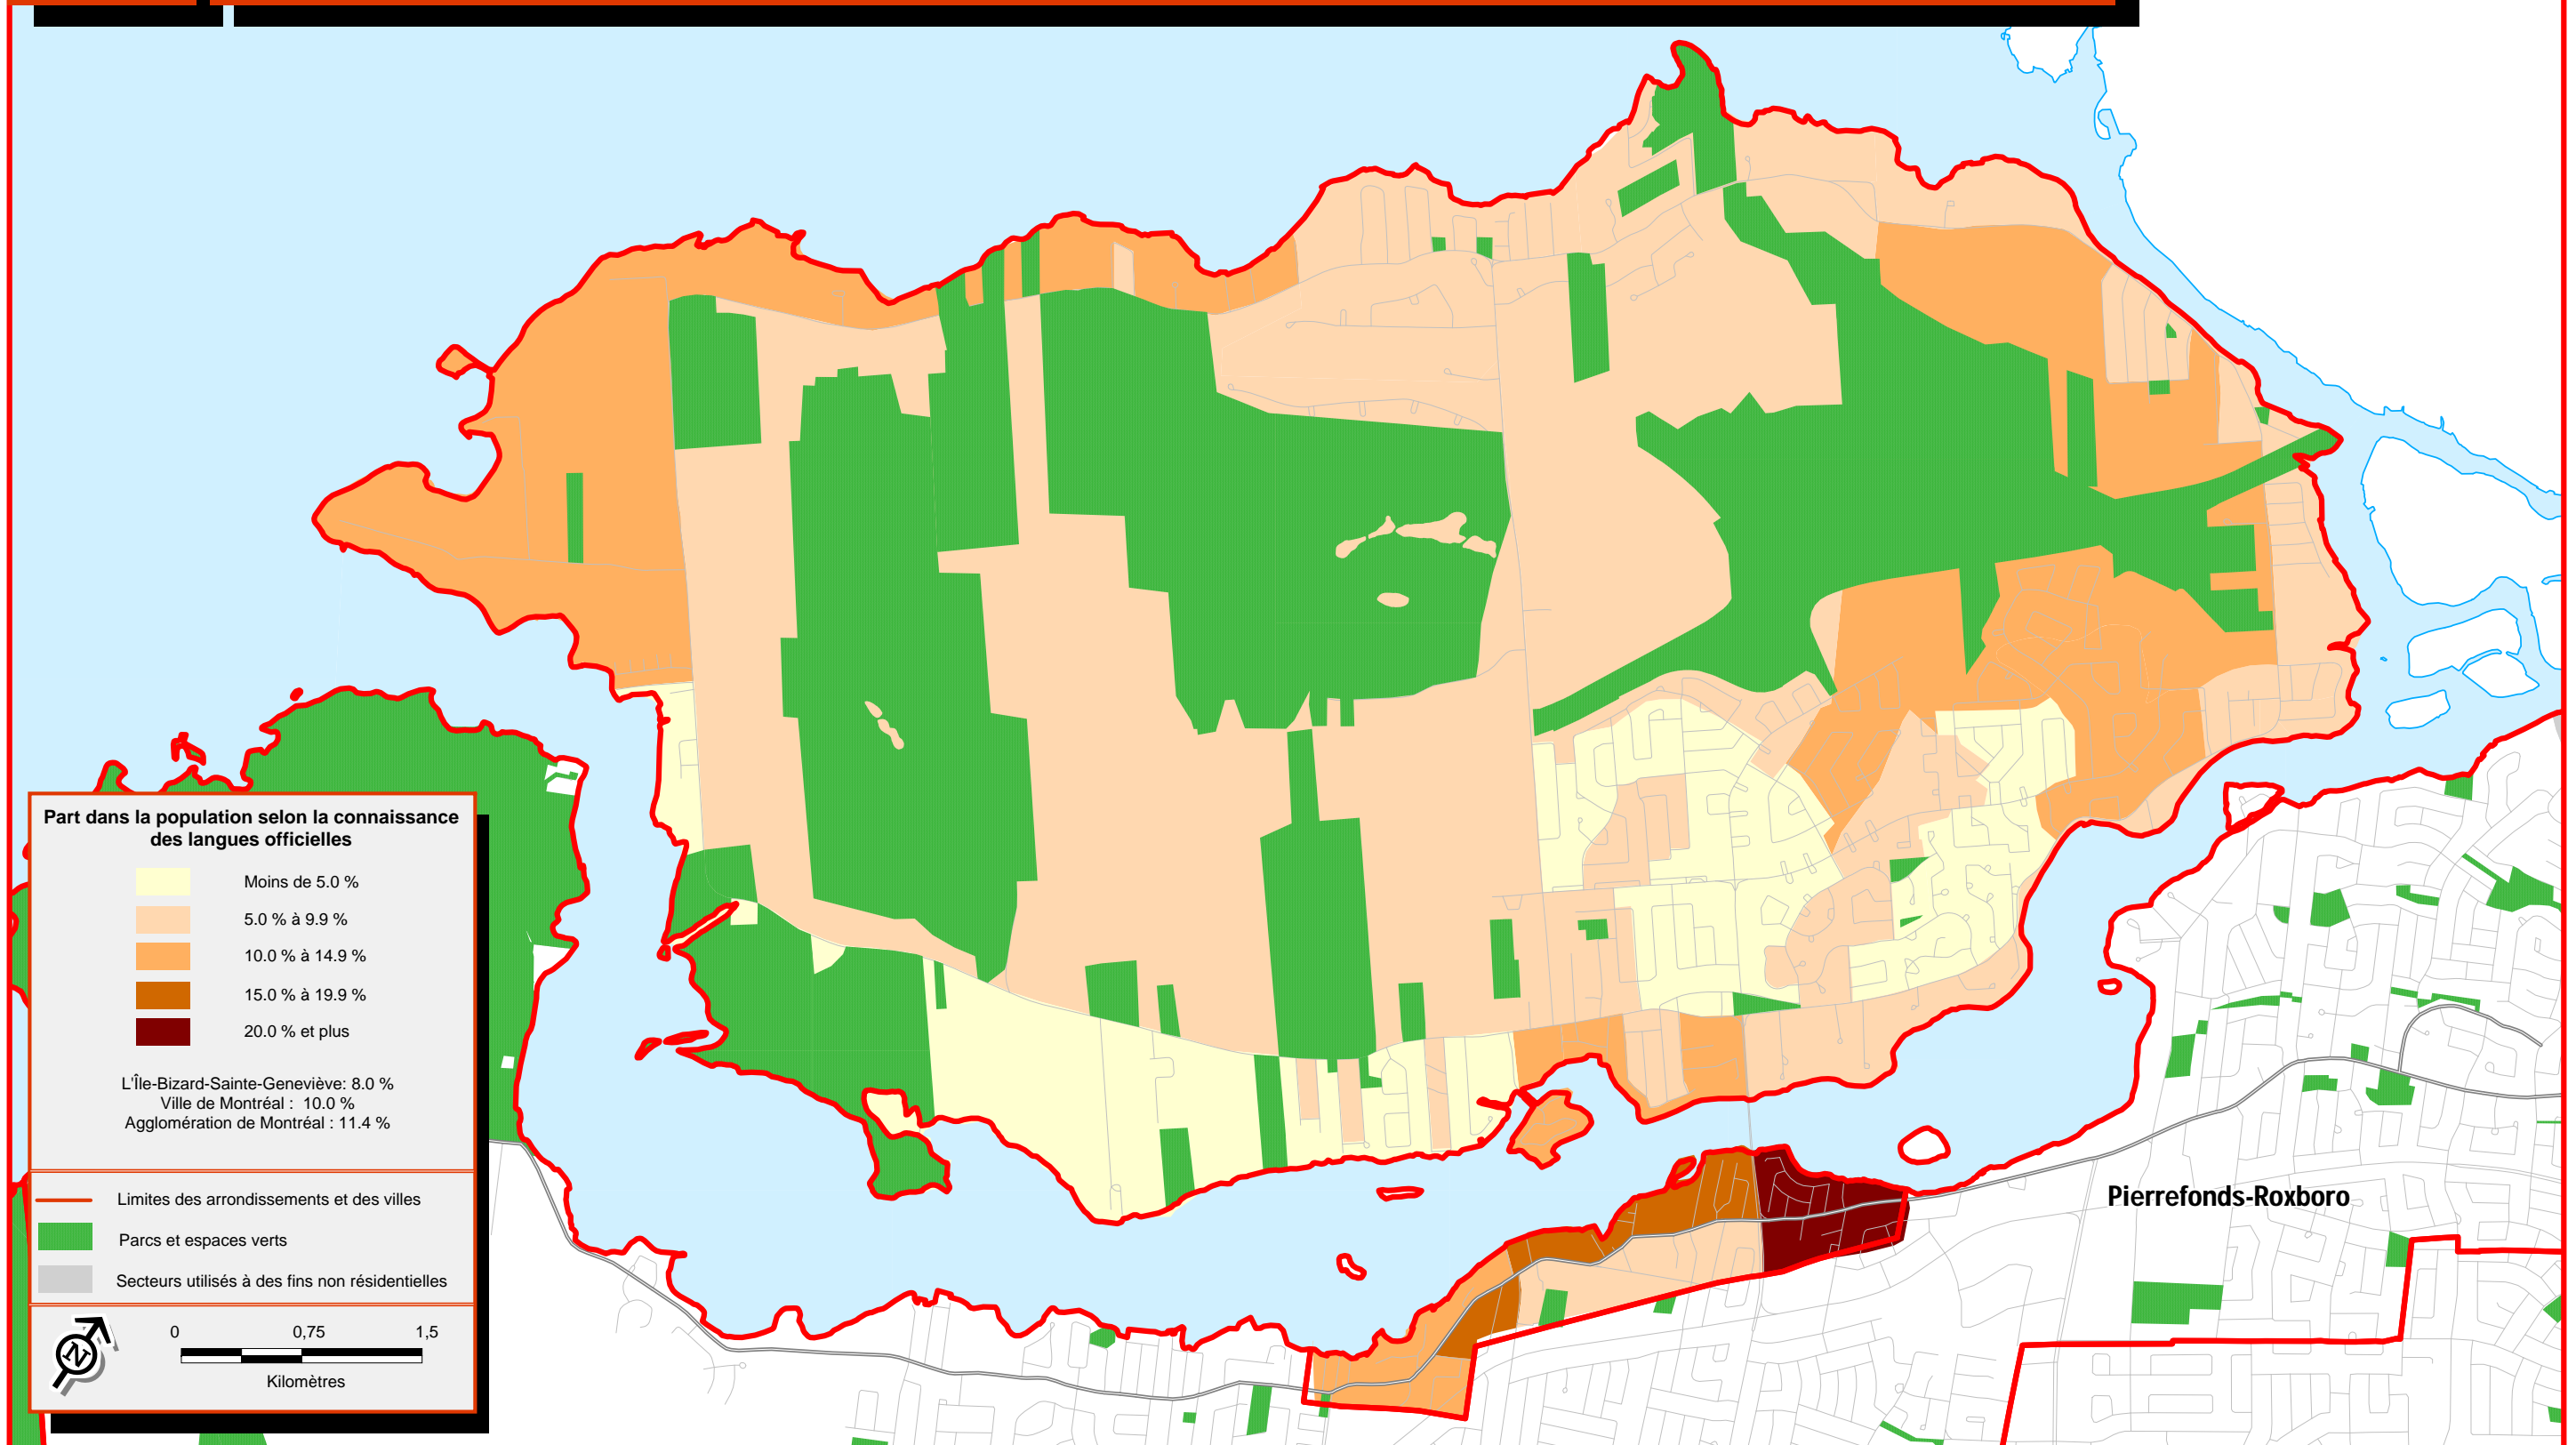 Part dans la population selon la connaissance
des langues officielles
Moins de 5.0 %
5.0 % à 9.9 %
10.0 % à 14.9 %
15.0 % à 19.9 %
20.0 % et plus
L'Île-Bizard-Sainte-Geneviève: 8.0 %
Ville de Montréal : 10.0 %
Agglomération de Montréal : 11.4 %
Limites des arrondissements et des villes
Parcs et espaces verts
Secteurs utilisés à des fins non résidentielles
N
0 0,75 1,5
Kilomètres
Pierrefonds-Roxboro